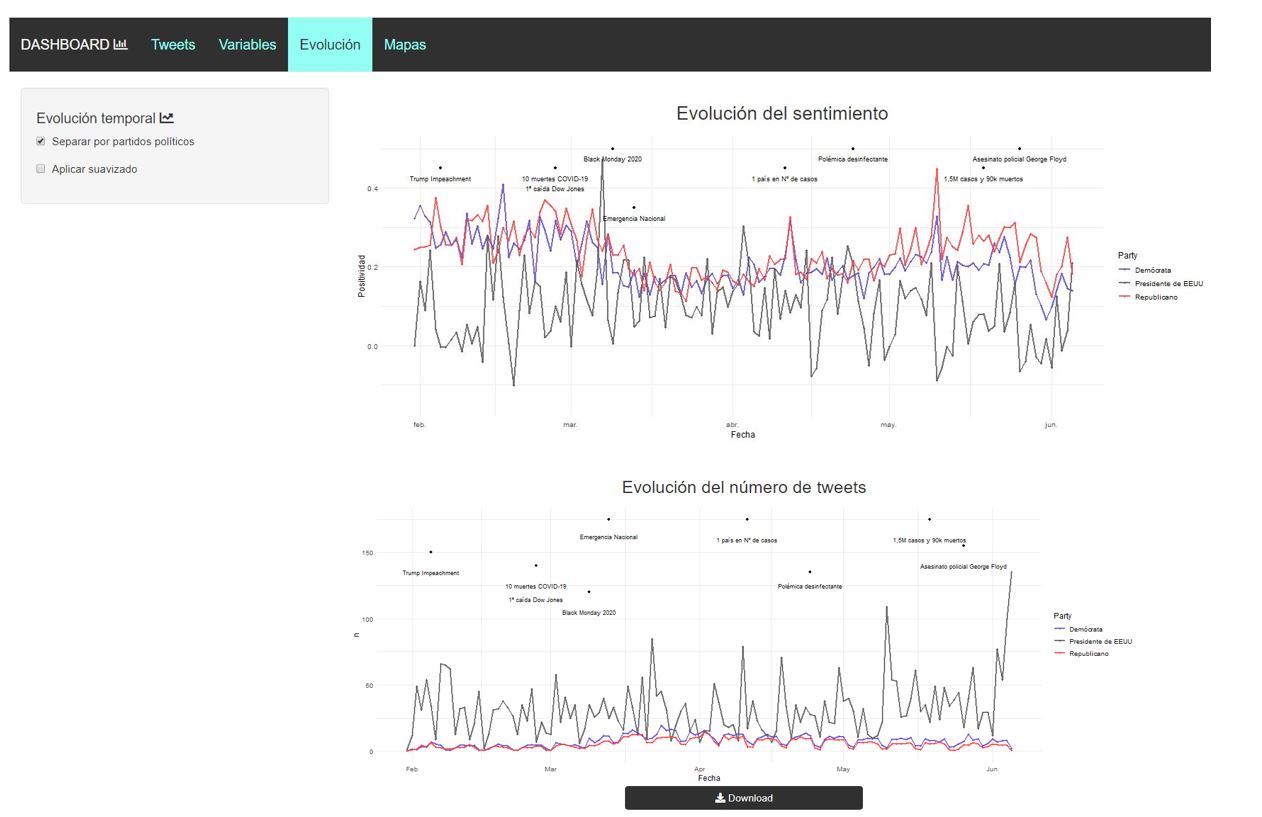 DASHBOARD Tweets Variables Evolución Mapas
Evolución temporal
Separar por partidos políticos
Aplicar suavizado
Evolución del sentimiento
Black Monday 2020
Polémica desinfectante
Asesinato policial George Floyd
Trump Impeachment
10 muertes COVID-19
1ª caída Dow Jones
1 país en Nº de casos
1,5M casos y 90k muertos
Emergencia Nacional
Positividad
0.4
0.2
0.0
feb.
mar.
abr.
may.
jun.
Fecha
Party
Demócrata
Presidente de EEUU
Republicano
Evolución del número de tweets
Emergencia Nacional
1 país en Nº de casos
1,5M casos y 90k muertos
Trump Impeachment
Asesinato policial George Floyd
10 muertes COVID-19
1ª caída Dow Jones
Polémica desinfectante
Black Monday 2020
n
150
100
50
0
Feb
Mar
Apr
May
Jun
Fecha
Party
Demócrata
Presidente de EEUU
Republicano
Download